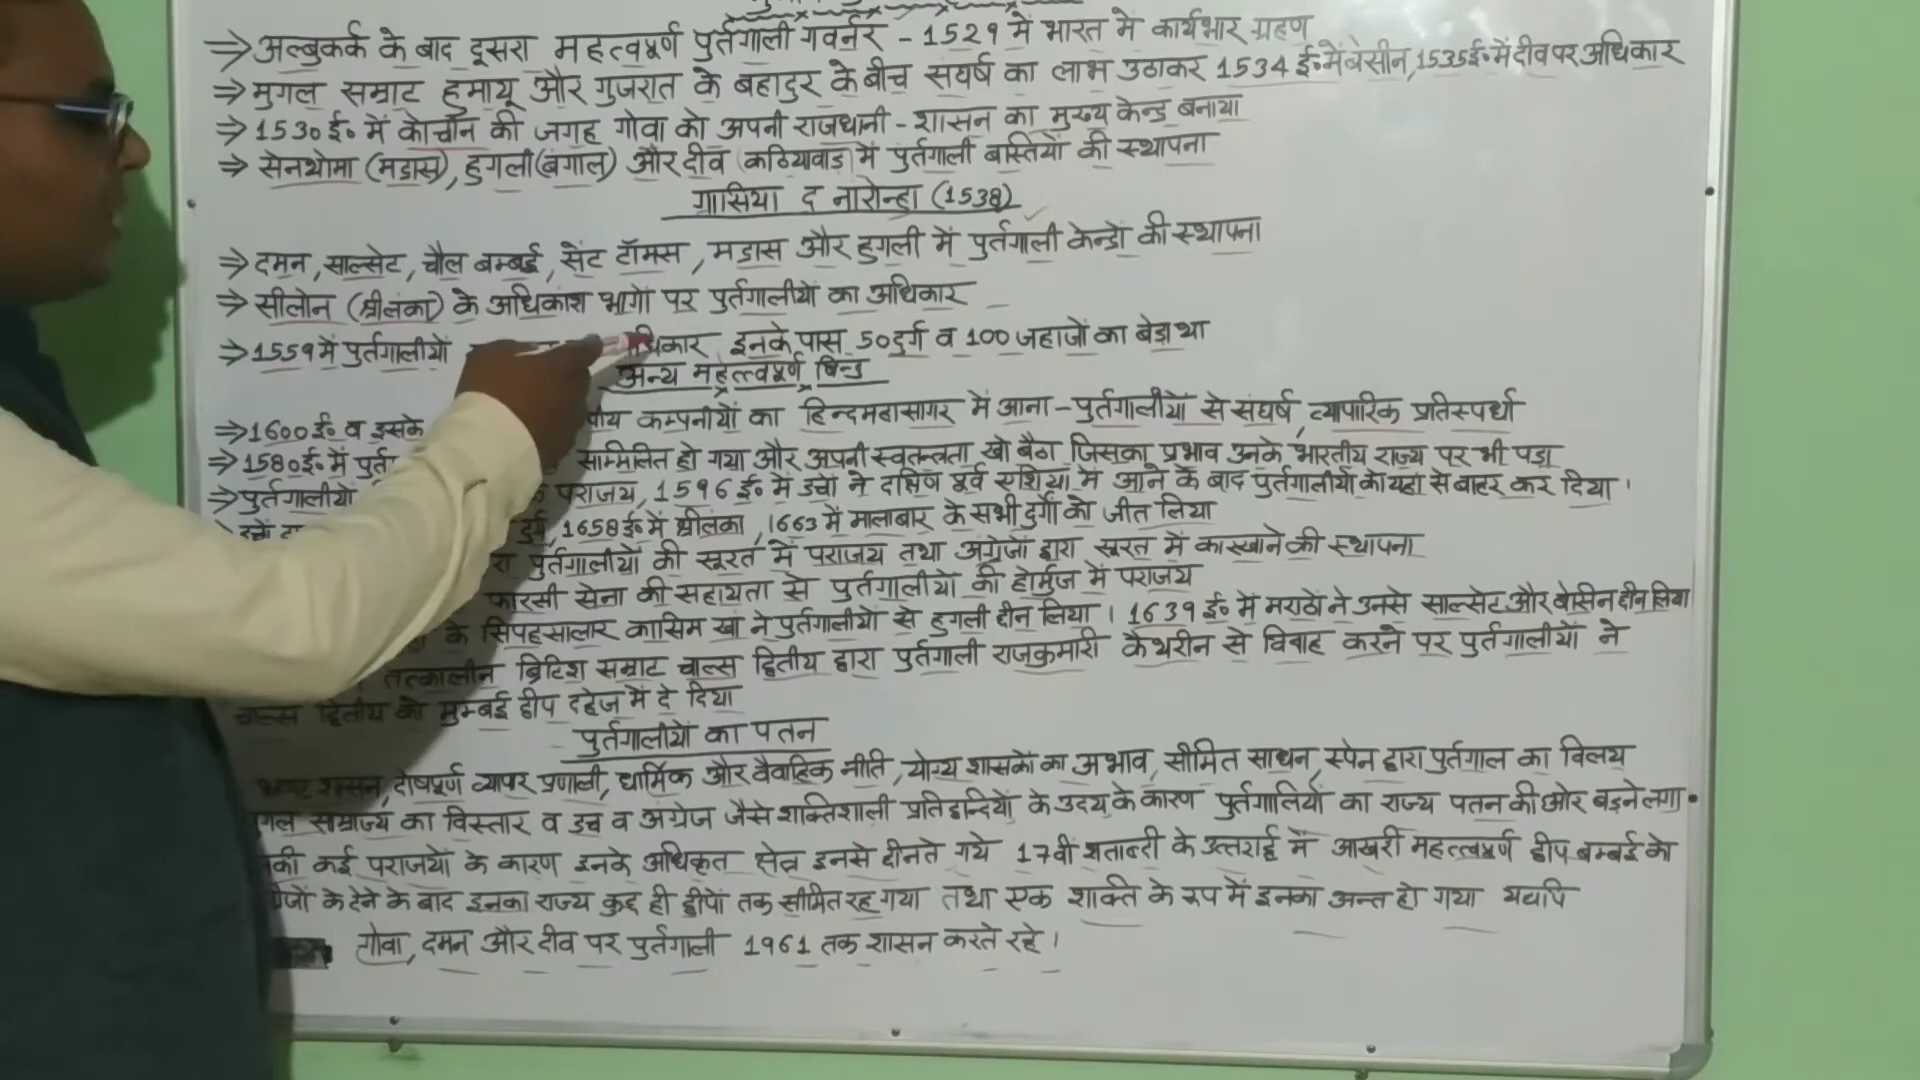 ⇒ अल्बुकर्क के बाद दूसरा महत्वपूर्ण पुर्तगाली गवर्नर - 1529 में भारत में कार्यभार ग्रहण
⇒ मुगल सम्राट हुमायू और गुजरात के बहादुर के बीच संघर्ष का लाभ उठाकर 1534 ई॰ में बेसीन, 1535 ई॰ में दीव पर अधिकार
⇒ 1530 ई॰ में कोचीन की जगह गोवा को अपनी राजधानी - शासन का मुख्य केन्द्र बनाया
⇒ सेनथोमा (मद्रास), हुगली (बंगाल) और दीव (कठियावाड) में पुर्तगाली बस्तियों की स्थापना
गार्सिया द नारोन्हा (1538)
⇒ दमन, साल्सेट, चौल बम्बई, सेंट टॉमस, मद्रास और हुगली में पुर्तगाली केन्द्रों की स्थापना
⇒ सीलोन (श्रीलंका) के अधिकांश भागों पर पुर्तगालीयों का अधिकार
⇒ 1559 में पुर्तगालीयों धिकार इनके पास 50 दुर्ग व 100 जहाजों का बेड़ा था
अन्य महत्त्वपूर्ण बिन्दु
⇒ 1600 ई॰ व इसके पीय कम्पनीयों का हिन्दमहासागर में आना - पुर्तगालीयों से संघर्ष, व्यापारिक प्रतिस्पर्धा
⇒ 1580 ई॰ में पुर्त सम्मिलित हो गया और अपनी स्वतन्त्रता खो बैठा जिसका प्रभाव उनके भारतीय राज्य पर भी पड़ा
⇒ पुर्तगालीयों पराजय, 1596 ई॰ में डचों ने दक्षिण पूर्व एशिया में आने के बाद पुर्तगालीयों को यहां से बाहर कर दिया।
दुर्ग, 1658 ई॰ में श्रीलंका, 1663 में मालाबार के सभी दुर्गों को जीत लिया
रा पुर्तगालीयों की सूरत में पराजय तथा अंग्रेजों द्वारा सूरत में कारखाने की स्थापना
फारसी सेना की सहायता से पुर्तगालीयों की होर्मुज में पराजय
के सिपहसालार कासिम खां ने पुर्तगालीयों से हुगली छीन लिया। 1639 ई॰ में मराठों ने उनसे साल्सेट और बेसिन छीन लिया
तत्कालीन ब्रिटिश सम्राट चार्ल्स द्वितीय द्वारा पुर्तगाली राजकुमारी कैथरीन से विवाह करने पर पुर्तगालीयों ने
चार्ल्स द्वितीय को मुम्बई द्वीप दहेज में दे दिया
पुर्तगालीयों का पतन
भ्रष्ट शासन, दोषपूर्ण व्यापर प्रणाली, धार्मिक और वैवाहिक नीति, योग्य शासकों का अभाव, सीमित साधन, स्पेन द्वारा पुर्तगाल का विलय
गल साम्राज्य का विस्तार व डच व अंग्रेज जैसे शक्तिशाली प्रतिद्वन्दियों के उदय के कारण पुर्तगालियों का राज्य पतन की ओर बड़ने लगा
की कई पराजयों के कारण इनके अधिकृत क्षेत्र इनसे छीनते गये 17वी शताब्दी के उत्तरार्द्ध में आखरी महत्त्वपूर्ण द्वीप बम्बई को
ग्रेजों के देने के बाद इनका राज्य कुछ ही द्वीपों तक सीमित रह गया तथा एक शक्ति के रूप में इनका अन्त हो गया यद्यपि
गोवा, दमन और दीव पर पुर्तगाली 1961 तक शासन करते रहे।